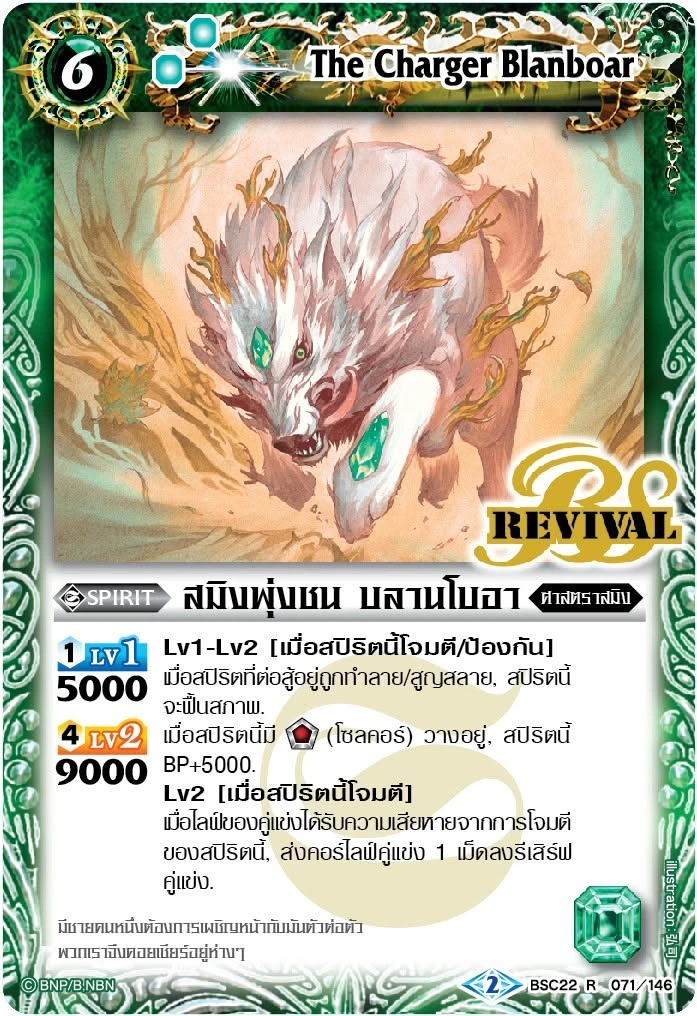 6
The Charger Blanboar
BS
REVIVAL
SPIRIT
สมิงพุ่งชน บลานโบอา
ศาสตราสมิง
1 LV1
5000
4 LV2
9000
Lv1-Lv2 [เมื่อสปิริตนี้โจมตี/ป้องกัน]
เมื่อสปิริตที่ต่อสู้อยู่ถูกทำลาย/สูญสลาย, สปิริตนี้
จะฟื้นสภาพ.
เมื่อสปิริตนี้มี (โซลคอร์) วางอยู่, สปิริตนี้
BP+5000.
Lv2 [เมื่อสปิริตนี้โจมตี]
เมื่อไลฟ์ของคู่แข่งได้รับความเสียหายจากการโจมตี
ของสปิริตนี้, ส่งคอร์ไลฟ์คู่แข่ง 1 เม็ดลงรีเสิร์ฟ
คู่แข่ง.
มีชายคนหนึ่งต้องการเผชิญหน้ากับมันตัวต่อตัว
พวกเราจึงคอยเชียร์อยู่ห่างๆ
illustration : 弘司
©BNP/B,NBN
2
BSC22 R 071/146